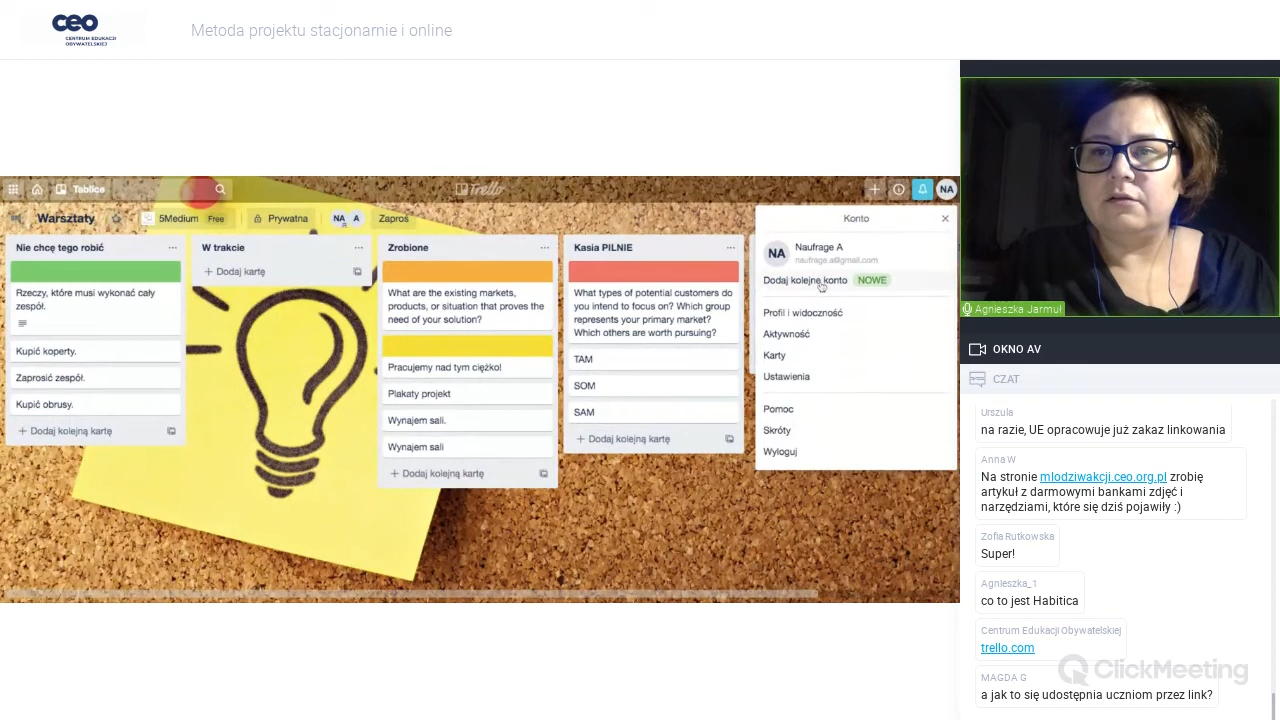 ceo
CENTRUM EDUKACJI
OBYWATELSKIEJ
Metoda projektu stacjonarnie i online
Tablice
Trello
NA
Warsztaty
5Medium
Free
Prywatna
NA
A
Zaproś
Nie chcę tego robić
Rzeczy, które musi wykonać cały
zespół.
Kupić koperty.
Zaprosić zespół.
Kupić obrusy.
+ Dodaj kolejną kartę
W trakcie
+ Dodaj kartę
Zrobione
What are the existing markets,
products, or situation that proves the
need of your solution?
Pracujemy nad tym ciężko!
Plakaty projekt
Wynajem sali.
Wynajem sali
+ Dodaj kolejną kartę
Kasia PILNIE
What types of potential customers do
you intend to focus on? Which group
represents your primary market?
Which others are worth pursuing?
TAM
SOM
SAM
+ Dodaj kolejną kartę
Konto
NA
Naufrage A
naufrage.a@gmail.com
Dodaj kolejne konto NOWE
Profil i widoczność
Aktywność
Karty
Ustawienia
Pomoc
Skróty
Wyloguj
Agnieszka Jarmuł
OKNO AV
CZAT
Urszula
na razie, UE opracowuje już zakaz linkowania
Anna W
Na stronie mlodziwakcji.ceo.org.pl zrobię
artykuł z darmowymi bankami zdjęć i
narzędziami, które się dziś pojawiły :)
Zofia Rutkowska
Super!
Agnieszka_1
co to jest Habitica
Centrum Edukacji Obywatelskiej
trello.com
ClickMeeting
MAGDA G
a jak to się udostępnia uczniom przez link?